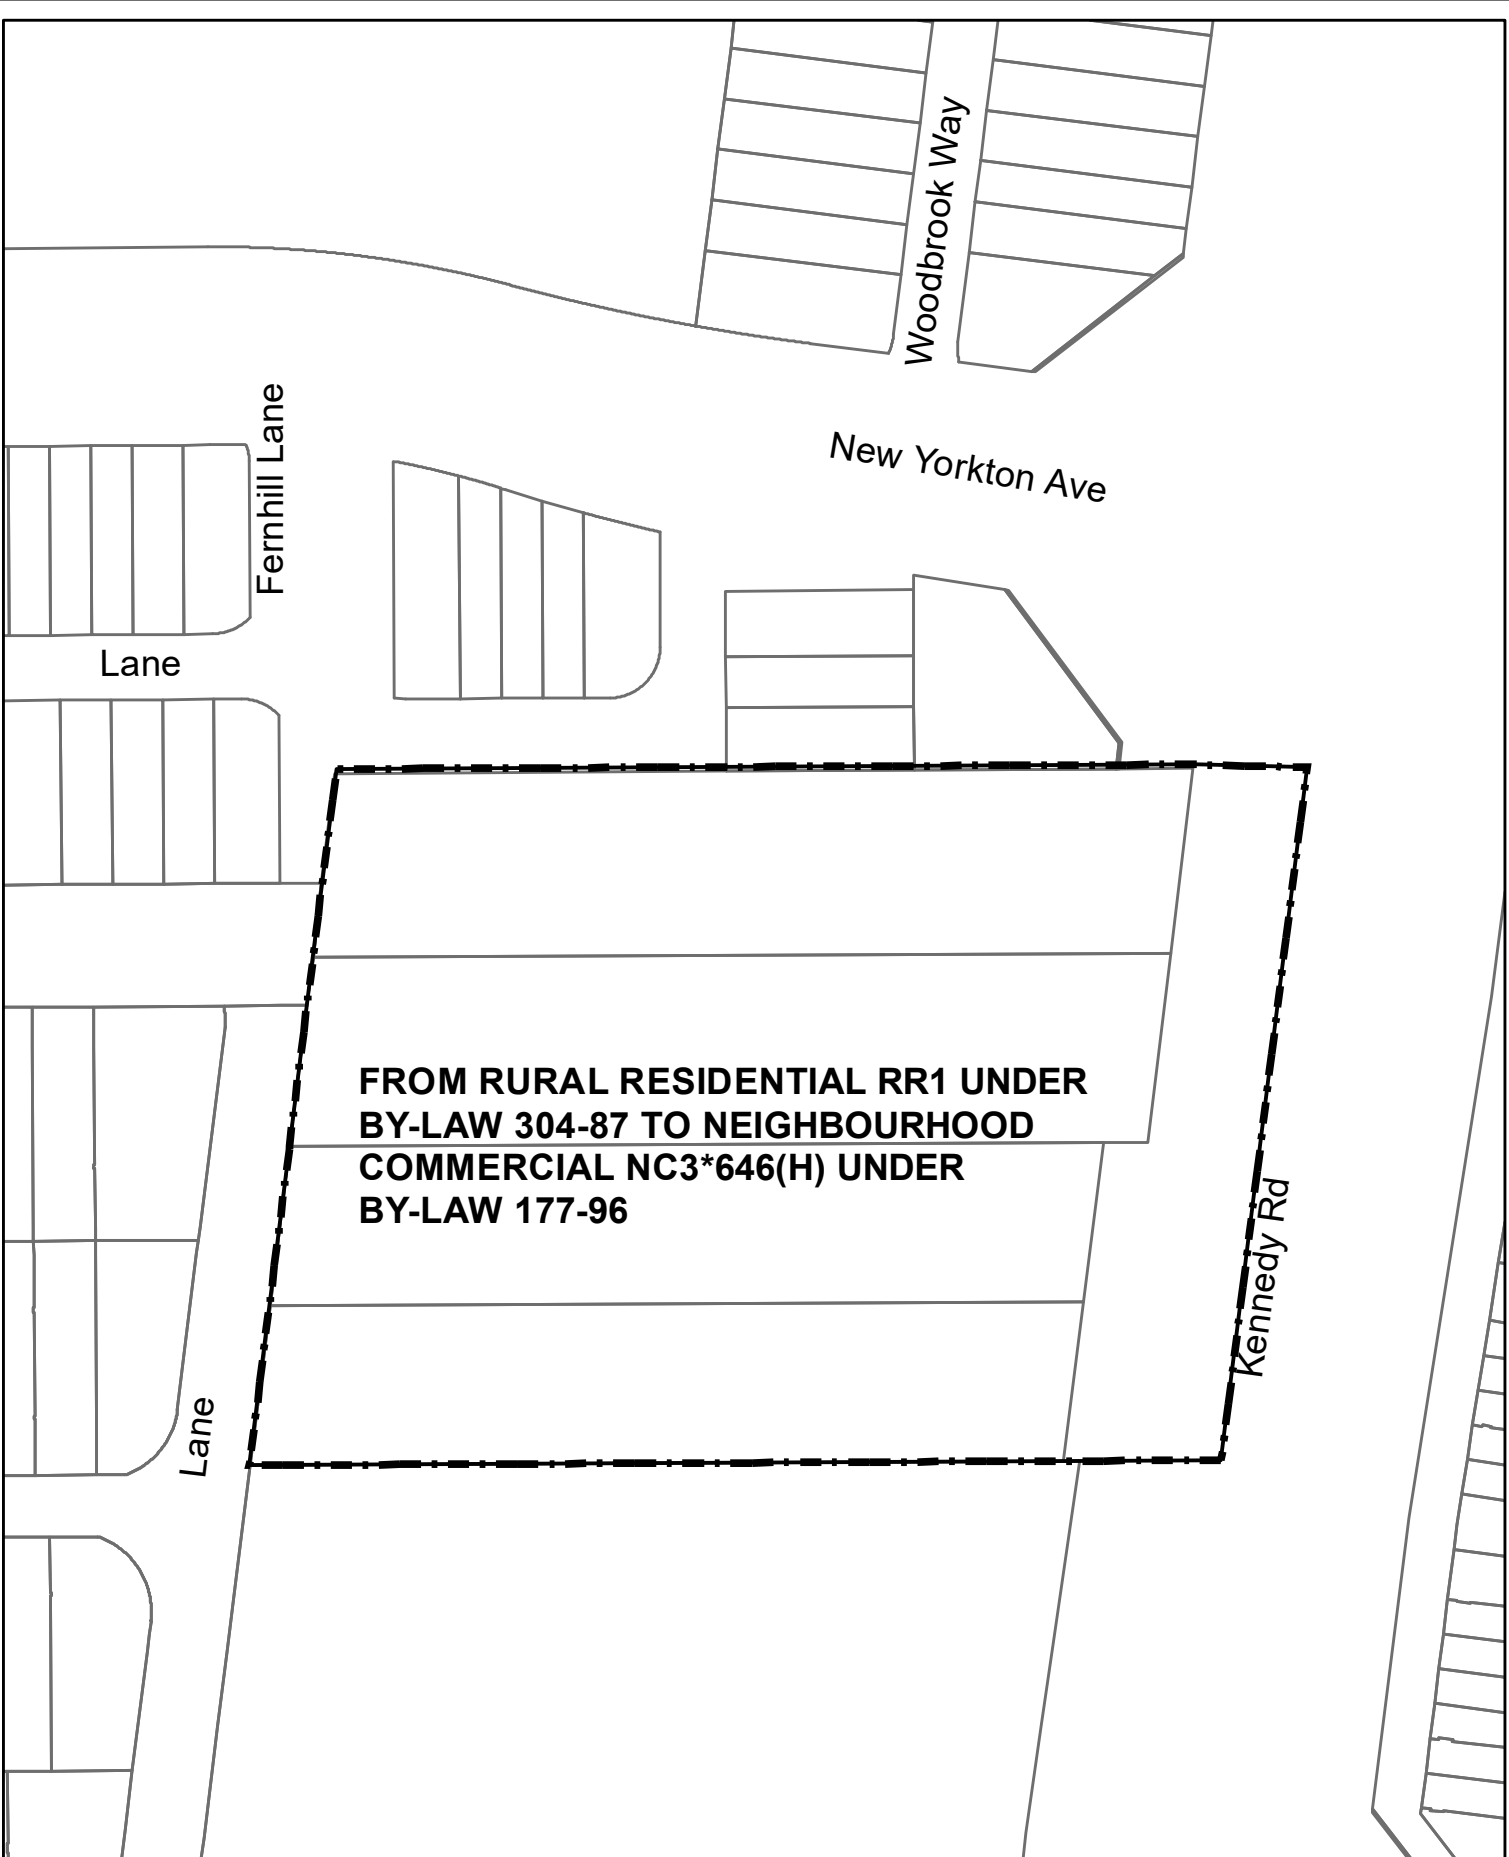 Woodbrook Way
Fernhill Lane
New Yorkton Ave
Lane
FROM RURAL RESIDENTIAL RR1 UNDER
BY-LAW 304-87 TO NEIGHBOURHOOD
COMMERCIAL NC3*646(H) UNDER
BY-LAW 177-96
Kennedy Rd
Lane